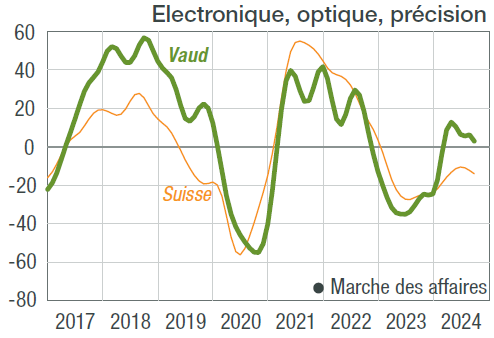 Electronique, optique, précision
60
40
20
0
-20
-40
-60
-80
Vaud
Suisse
● Marche des affaires
2017 2018 2019 2020 2021 2022 2023 2024